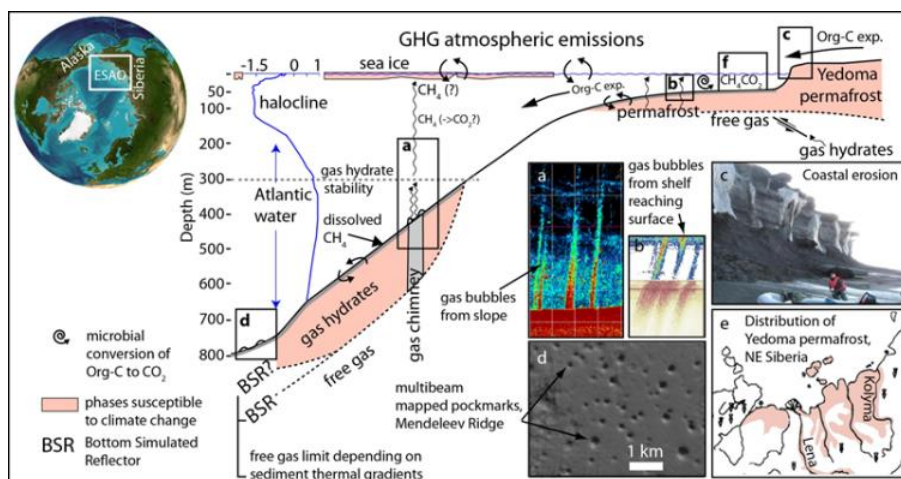 GHG atmospheric emissions
Alaska
ESAO
Siberia
-1.5 0 1
sea ice
halocline
CH₄ (?)
CH₄ (->CO₂?)
Org-C exp.
b
f
CH₄CO₂
c
Org-C exp.
Yedoma
permafrost
permafrost
free gas
gas hydrates
50
100
200
300
400
500
600
700
800
Depth (m)
Atlantic
water
gas hydrate
stability
dissolved
CH₄
a
gas hydrates
gas chimney
free gas
BSR?
BSR
d
a
gas bubbles
from shelf
reaching
surface
b
gas bubbles
from slope
c
Coastal erosion
d
multibeam
mapped pockmarks,
Mendeleev Ridge
1 km
e
Distribution of
Yedoma permafrost,
NE Siberia
Kolyma
Lena
microbial
conversion of
Org-C to CO₂
phases susceptible
to climate change
BSR Bottom Simulated
Reflector
free gas limit depending on
sediment thermal gradients